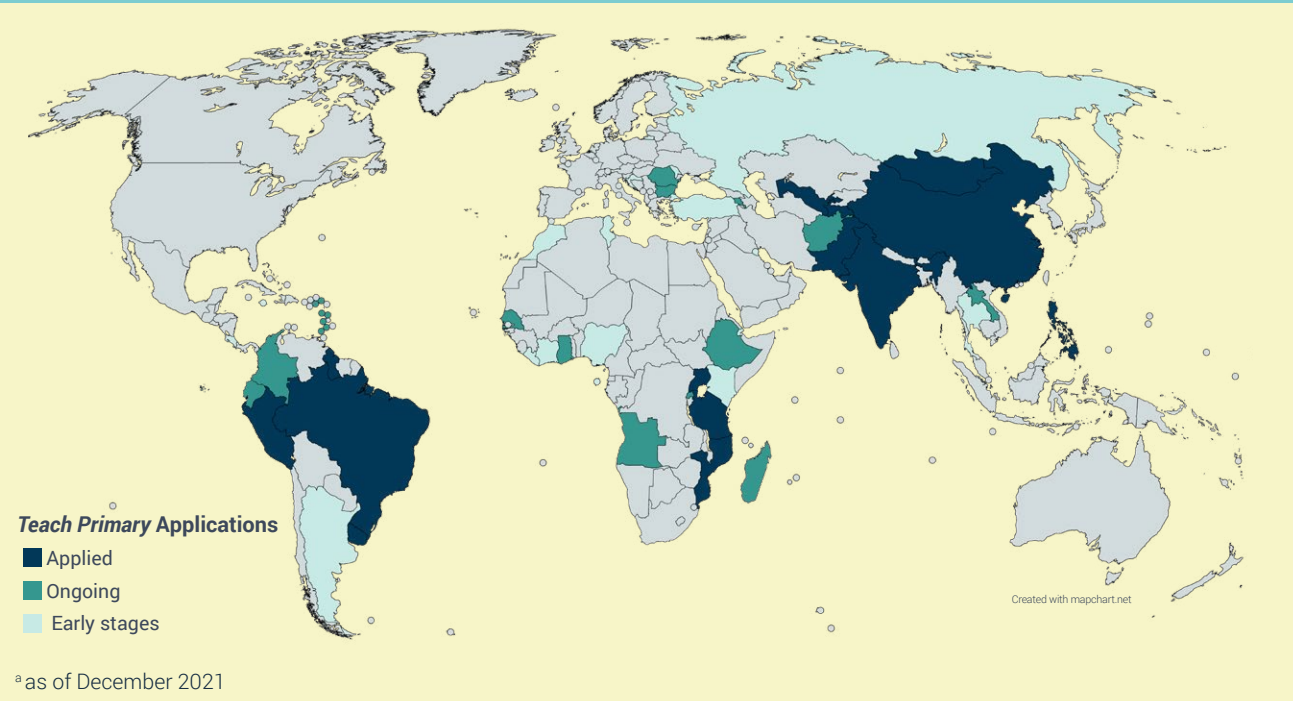 Teach Primary Applications
Applied
Ongoing
Early stages
Created with mapchart.net
a as of December 2021